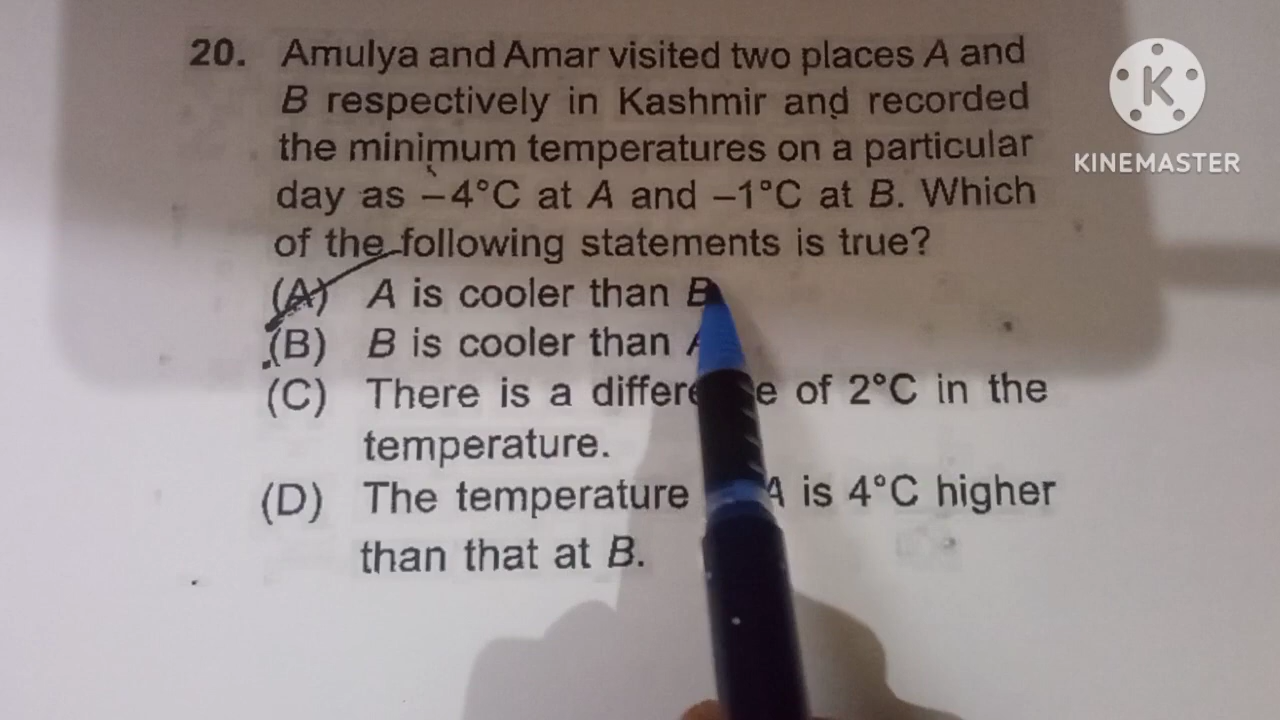 20. Amulya and Amar visited two places A and
B respectively in Kashmir and recorded
the minimum temperatures on a particular
day as –4°C at A and –1°C at B. Which
of the following statements is true?
(A) A is cooler than B
(B) B is cooler than
(C) There is a of 2°C in the
temperature.
(D) The temperature A is 4°C higher
than that at B.
K
KINEMASTER